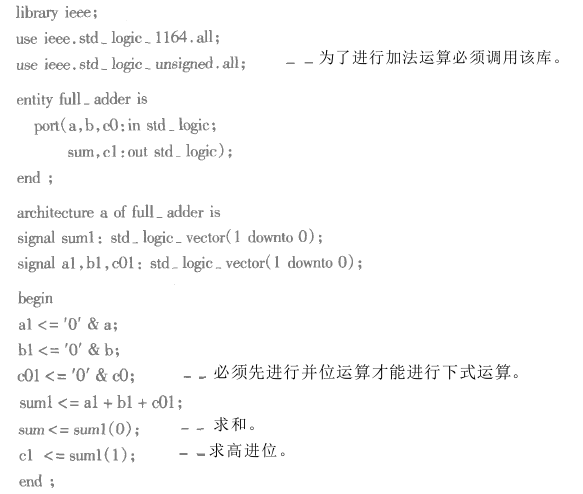 library ieee;
use ieee.std_logic_1164.all;
use ieee.std_logic_unsigned.all; --为了进行加法运算必须调用该库。
entity full_adder is
port(a,b,c0:in std_logic;
sum,c1:out std_logic);
end ;
architecture a of full_adder is
signal sum1: std_logic_vector(1 downto 0);
signal a1,b1,c01: std_logic_vector(1 downto 0);
begin
a1 <= '0' & a;
b1 <= '0' & b;
c01 <= '0' & c0; --必须先进行并位运算才能进行下式运算。
sum1 <= a1 + b1 + c01;
sum <= sum1(0); --求和。
c1 <= sum1(1); --求高进位。
end ;